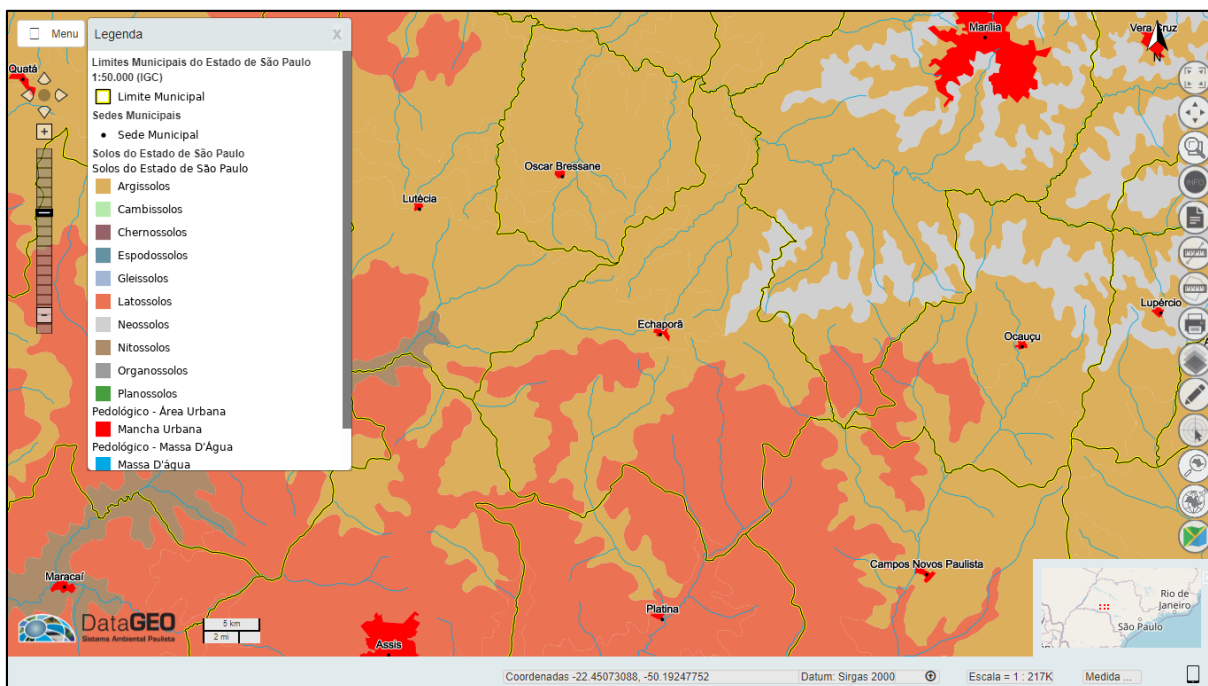 Menu
Legenda
X
Limites Municipais do Estado de São Paulo
1:50.000 (IGC)
Limite Municipal
Sedes Municipais
Sede Municipal
Solos do Estado de São Paulo
Solos do Estado de São Paulo
Argissolos
Cambissolos
Chernossolos
Espodossolos
Gleissolos
Latossolos
Neossolos
Nitossolos
Organossolos
Planossolos
Pedológico - Área Urbana
Mancha Urbana
Pedológico - Massa D'Água
Massa D'água
Quatá
Marília
Vera Cruz
N
Oscar Bressane
Lutécia
INFO
Echaporã
Ocauçu
Lupércio
Maracaí
Campos Novos Paulista
Platina
Assis
DataGEO
Sistema Ambiental Paulista
5 km
2 mi
Rio de
Janeiro
São Paulo
Coordenadas -22.45073088, -50.19247752
Datum: Sirgas 2000
Escala = 1 : 217K
Medida ...